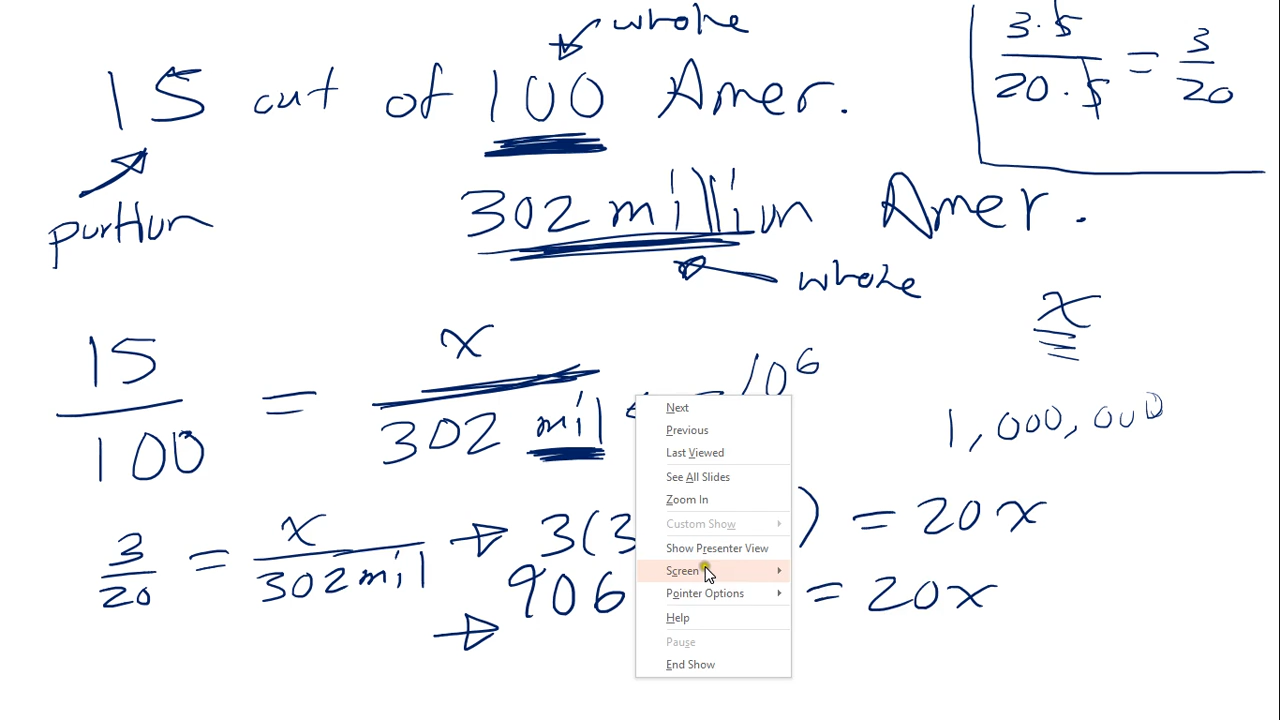 whole
3·5
15 out of 100 Amer. 20·5 = 3/20
portion 302 million Amer.
whole
x
15/100 = x/302 mil 10^6
1,000,000
3/20 = x/302mil → 3(3 ) = 20x
→ 906 = 20x
Next
Previous
Last Viewed
See All Slides
Zoom In
Custom Show
Show Presenter View
Screen
Pointer Options
Help
Pause
End Show